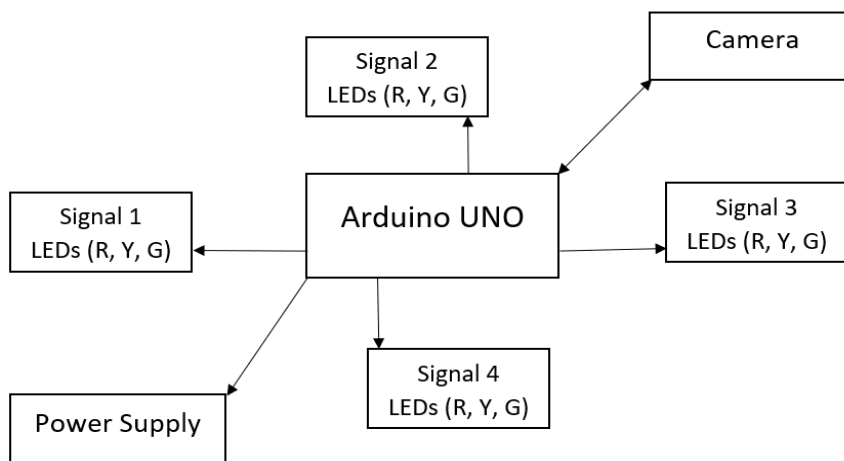 Camera
Signal 2
LEDs (R, Y, G)
Arduino UNO
Signal 1
LEDs (R, Y, G)
Signal 3
LEDs (R, Y, G)
Signal 4
LEDs (R, Y, G)
Power Supply